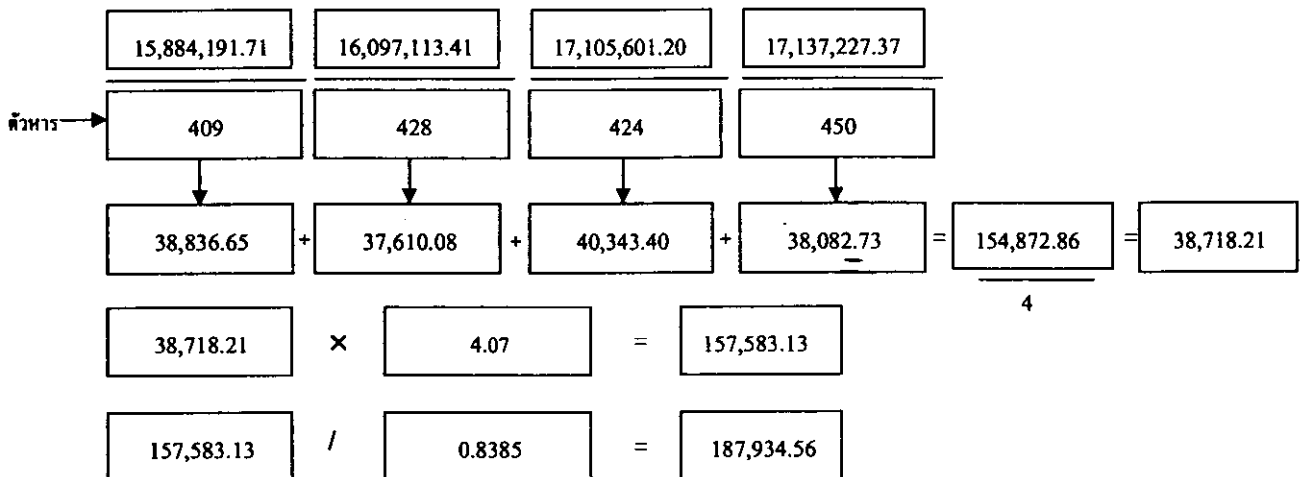 15,884,191.71 16,097,113.41 17,105,601.20 17,137,227.37
ตัวหาร 409 428 424 450
38,836.65 + 37,610.08 + 40,343.40 + 38,082.73 = 154,872.86 = 38,718.21
4
38,718.21 × 4.07 = 157,583.13
157,583.13 / 0.8385 = 187,934.56